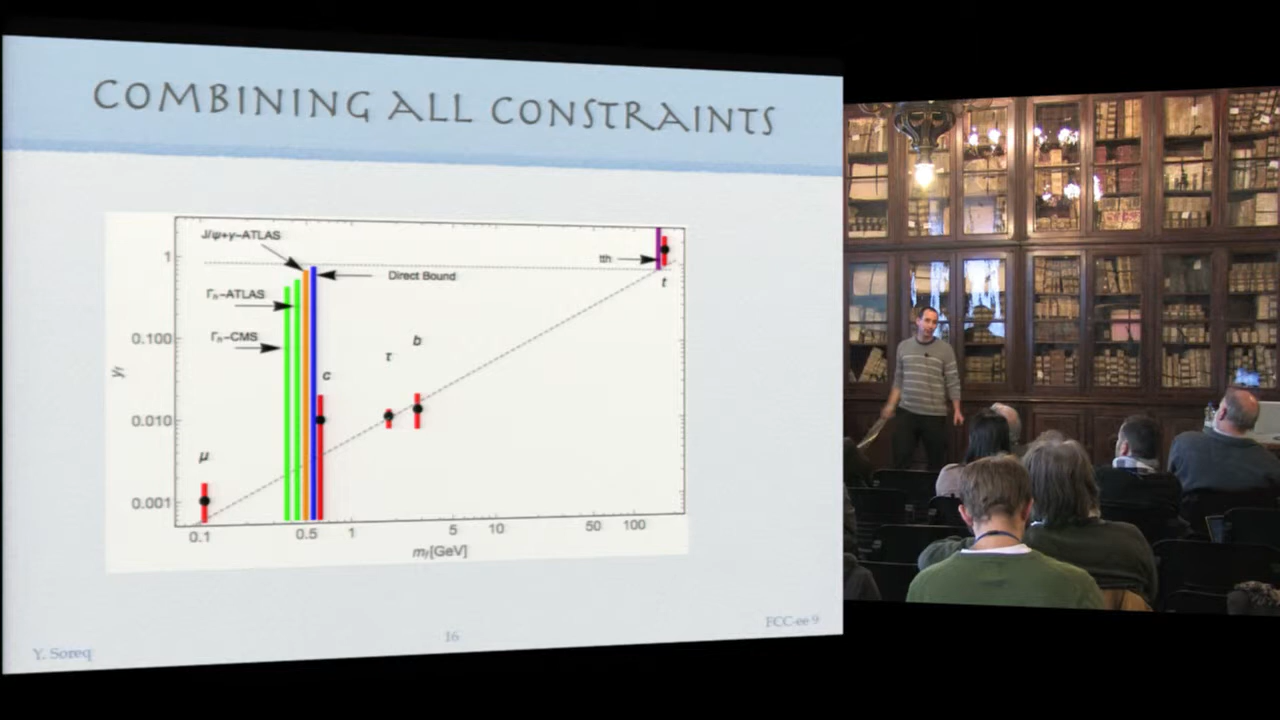 COMBINING ALL CONSTRAINTS
J/ψ+γ-ATLAS
tth
1
Direct Bound
t
Γh-ATLAS
0.100
Γh-CMS
b
τ
yf
c
0.010
μ
0.001
0.1
0.5
1
5
10
50
100
mf[GeV]
Y. Soreq
16
FCC-ee 9